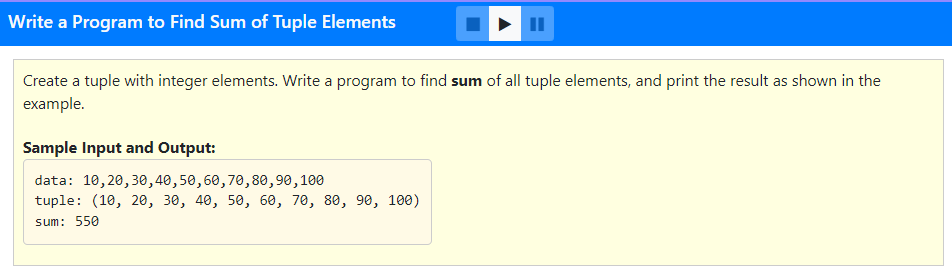 Write a Program to Find Sum of Tuple Elements
Create a tuple with integer elements. Write a program to find sum of all tuple elements, and print the result as shown in the
example.
Sample Input and Output:
data: 10,20,30,40,50,60,70,80,90,100
tuple: (10, 20, 30, 40, 50, 60, 70, 80, 90, 100)
sum: 550